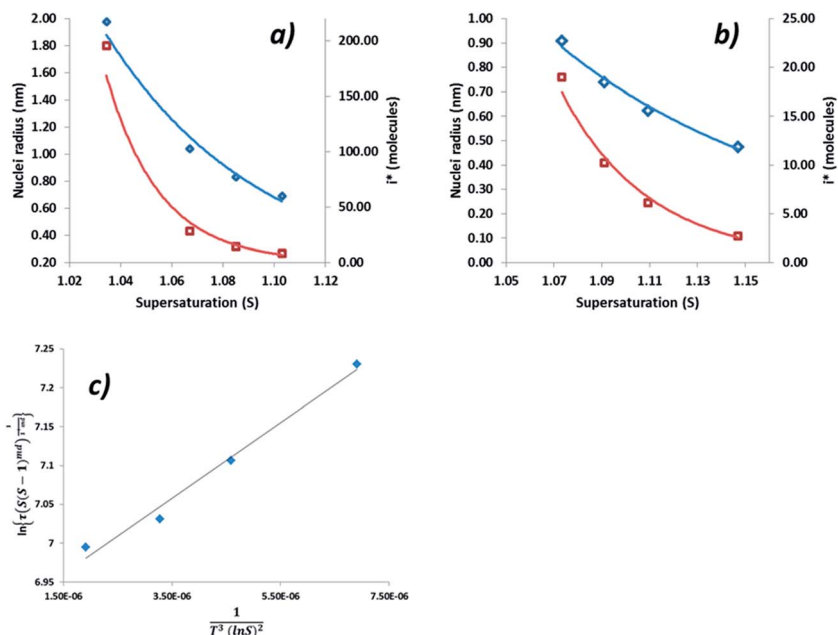 a)
2.00
1.80
1.60
1.40
1.20
1.00
0.80
0.60
0.40
0.20
Nuclei radius (nm)
200.00
150.00
100.00
50.00
0.00
i* (molecules)
1.02 1.04 1.06 1.08 1.10 1.12
Supersaturation (S)
b)
1.00
0.90
0.80
0.70
0.60
0.50
0.40
0.30
0.20
0.10
0.00
Nuclei radius (nm)
25.00
20.00
15.00
10.00
5.00
0.00
i* (molecules)
1.05 1.07 1.09 1.11 1.13 1.15
Supersaturation (S)
c)
7.25
7.2
7.15
7.1
7.05
7
6.95
ln{τ(S(S − 1)^{md})
1.50E-06 3.50E-06 5.50E-06 7.50E-06
1
T³ (lnS)²